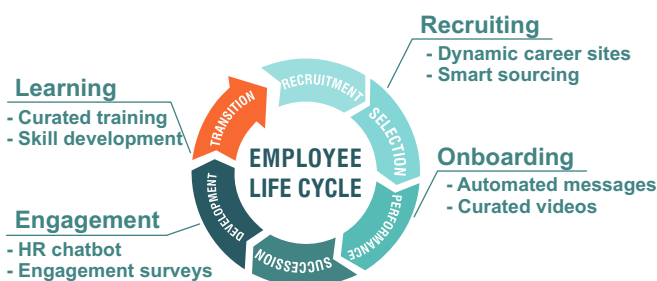 Recruiting
- Dynamic career sites
- Smart sourcing
Learning
- Curated training
- Skill development
RECRUITMENT
SELECTION
PERFORMANCE
SUCCESSION
DEVELOPMENT
TRANSITION
EMPLOYEE
LIFE CYCLE
Onboarding
- Automated messages
- Curated videos
Engagement
- HR chatbot
- Engagement surveys